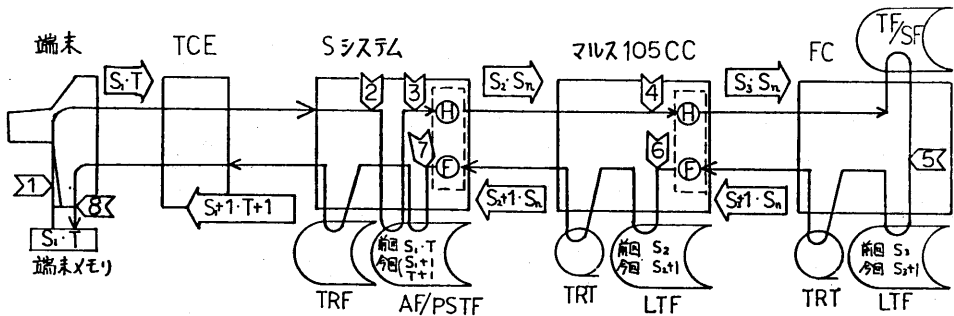 端末
TCE
Sシステム
マルス105CC
FC
TF/SF
S₁·T
S₂·Sₙ
S₃·Sₙ
2
3
4
H
H
7
6
5
F
F
1
8
S₁+1·T+1
S₂+1·Sₙ
S₃+1·Sₙ
S₁·T
端末メモリ
前回 S₁·T
今回(S₁+1
T+1
前回 S₂
今回 S₂+1
前回 S₃
今回 S₃+1
TRF
AF/PSTF
TRT
LTF
TRT
LTF